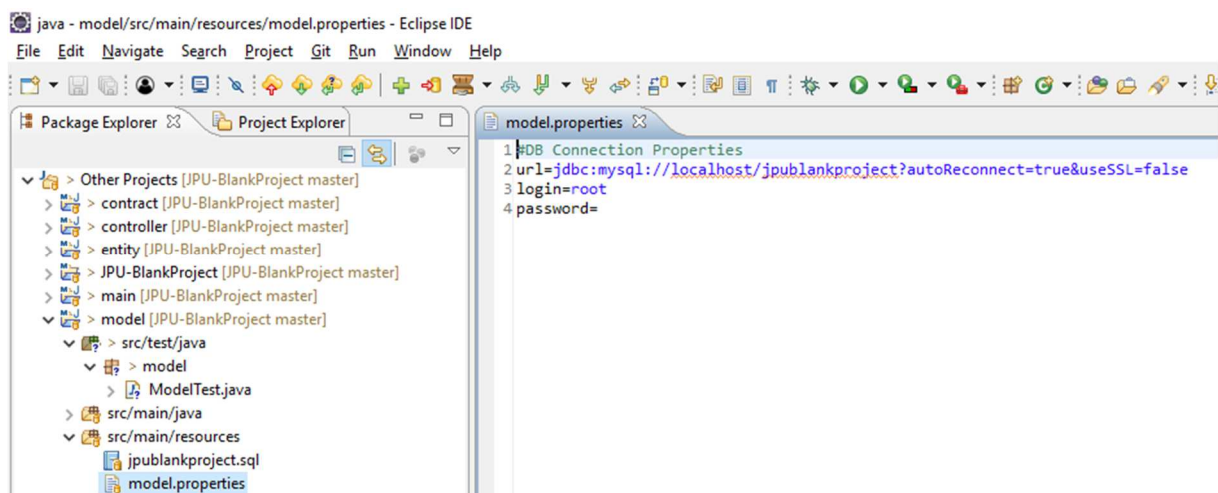 java - model/src/main/resources/model.properties - Eclipse IDE
File Edit Navigate Search Project Git Run Window Help
Package Explorer Project Explorer
> Other Projects [JPU-BlankProject master]
> contract [JPU-BlankProject master]
> controller [JPU-BlankProject master]
> entity [JPU-BlankProject master]
> JPU-BlankProject [JPU-BlankProject master]
> main [JPU-BlankProject master]
> model [JPU-BlankProject master]
> src/test/java
> model
ModelTest.java
src/main/java
src/main/resources
jpublankproject.sql
model.properties
model.properties
1 #DB Connection Properties
2 url=jdbc:mysql://localhost/jpublankproject?autoReconnect=true&useSSL=false
3 login=root
4 password=